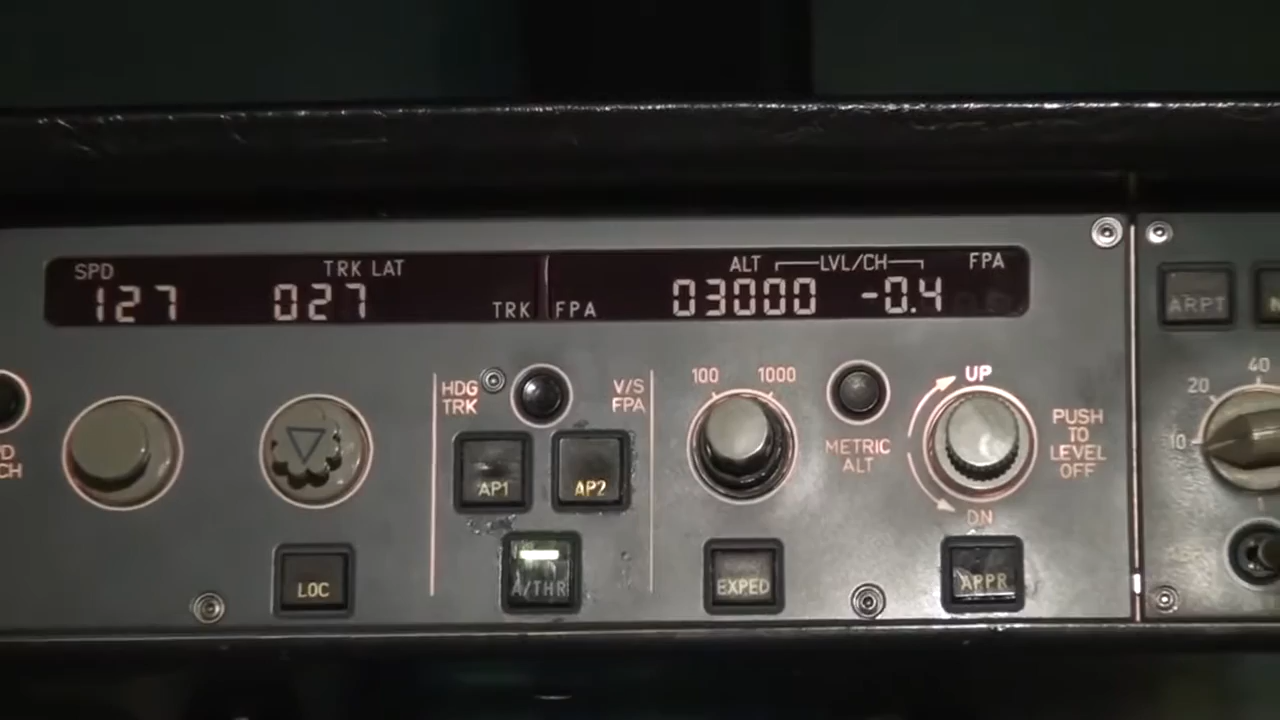 SPD TRK LAT ALT LVL/CH FPA
127 027 TRK FPA 03000 -0.4
HDG
TRK
V/S
FPA
100 1000
UP
METRIC
ALT
PUSH
TO
LEVEL
OFF
DN
AP1 AP2
LOC A/THR EXPED APPR
ARPT
10 20 40